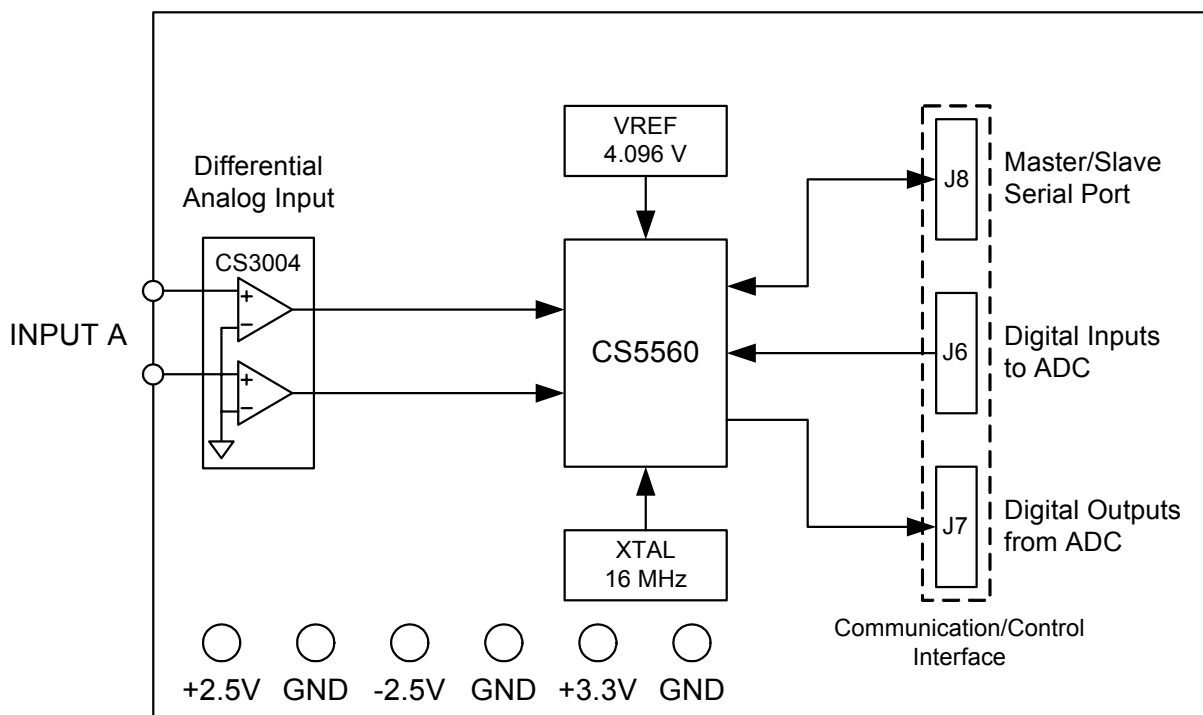 VREF
4.096 V
Differential
Analog Input
J8
Master/Slave
Serial Port
CS3004
+
−
INPUT A
+
−
CS5560
J6
Digital Inputs
to ADC
J7
Digital Outputs
from ADC
XTAL
16 MHz
Communication/Control
Interface
+2.5V GND -2.5V GND +3.3V GND